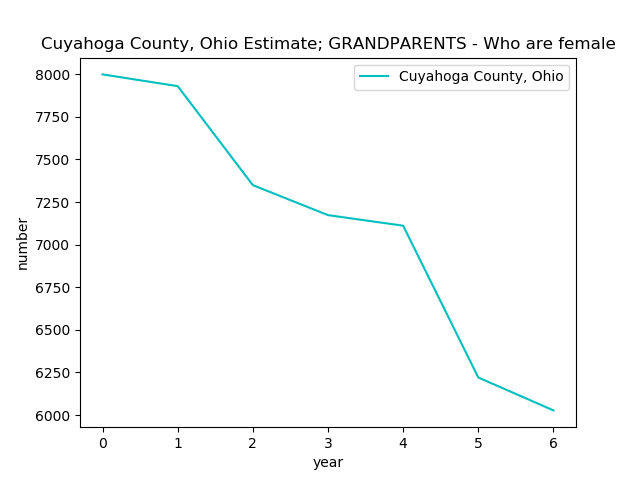 Cuyahoga County, Ohio Estimate; GRANDPARENTS - Who are female
Cuyahoga County, Ohio
8000
7750
7500
7250
7000
6750
6500
6250
6000
number
0 1 2 3 4 5 6
year